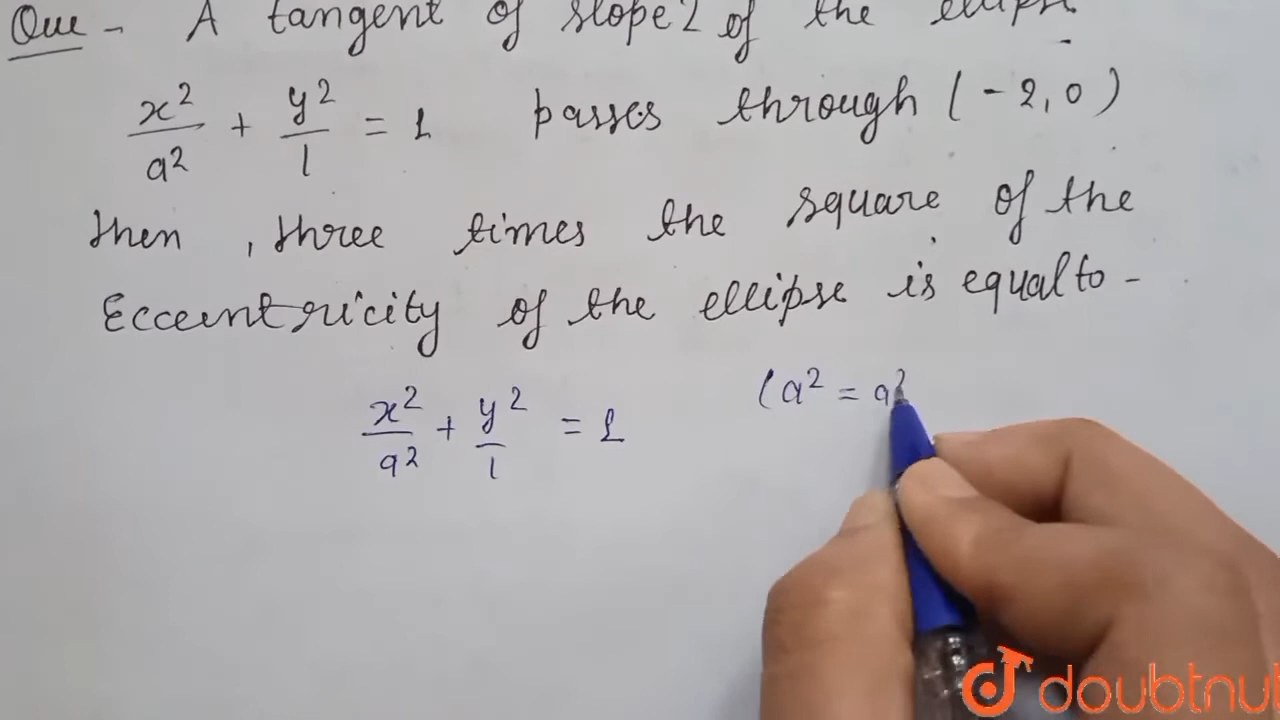 Que - A tangent of slope 2 of the ellipse
x²/a² + y²/1 = 1 passes through (-2,0)
then , three times the square of the
Eccentricity of the ellipse is equal to -
x²/a² + y²/1 = 1 (a² = a²
doubtnut